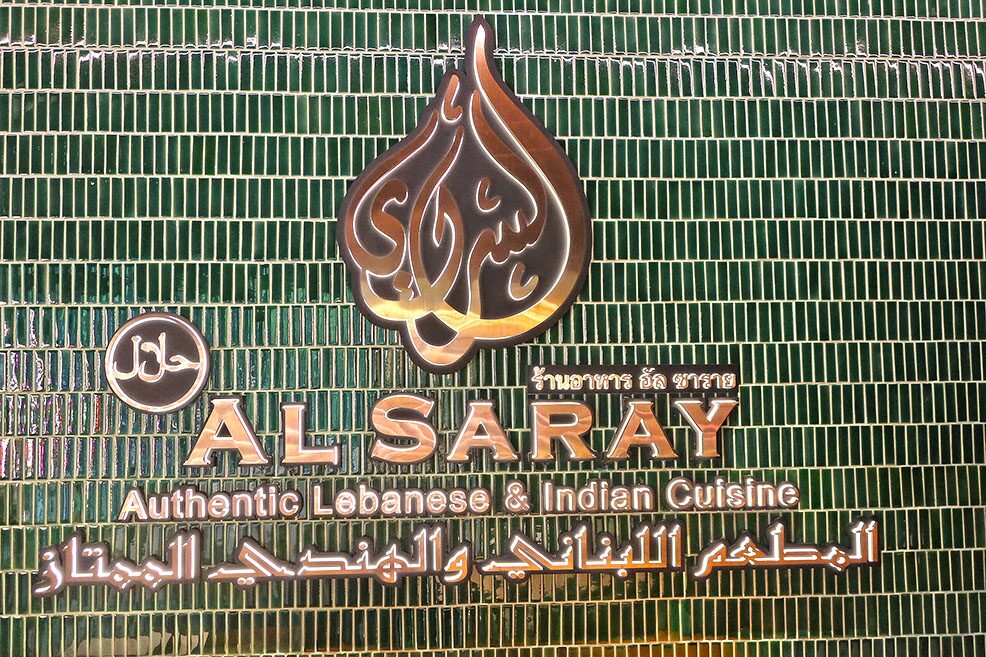 السراي
حلال
ร้านอาหาร อัล ซาราย
AL SARAY
Authentic Lebanese & Indian Cuisine
المطعم اللبناني والهندي الممتاز